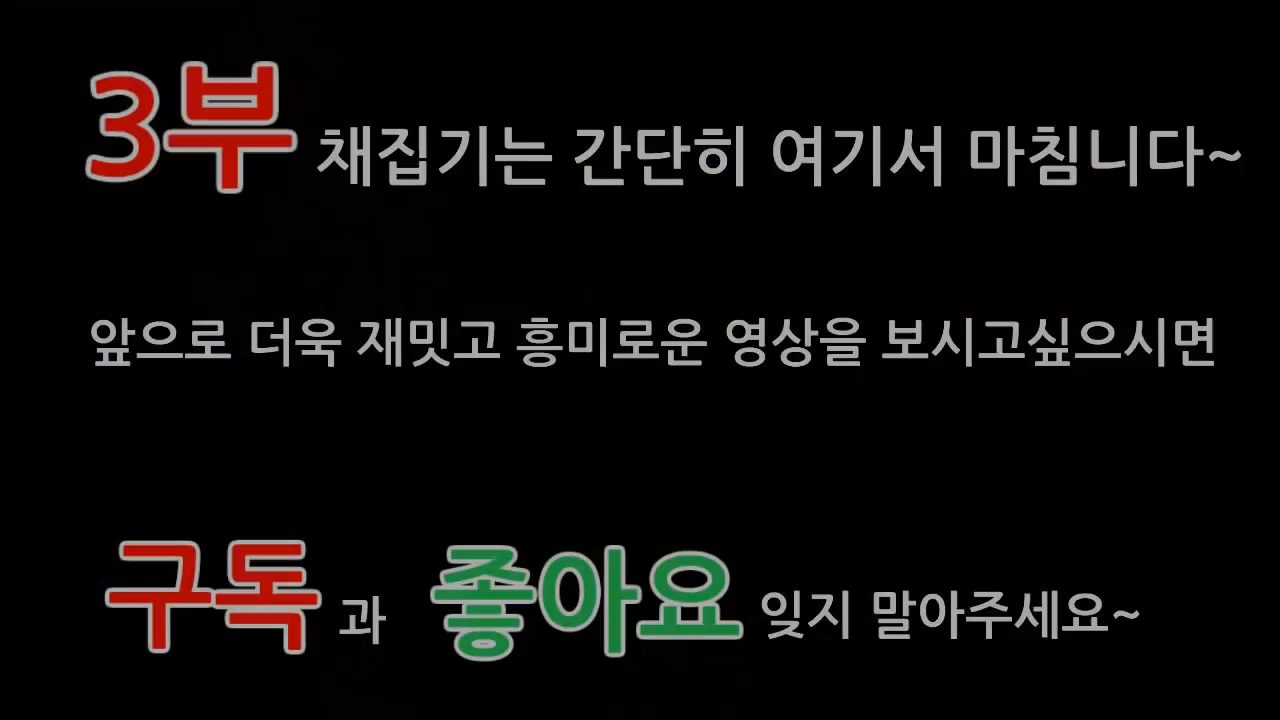 3부 채집기는 간단히 여기서 마침니다~
앞으로 더욱 재밋고 흥미로운 영상을 보시고싶으시면
구독 과 좋아요 잊지 말아주세요~